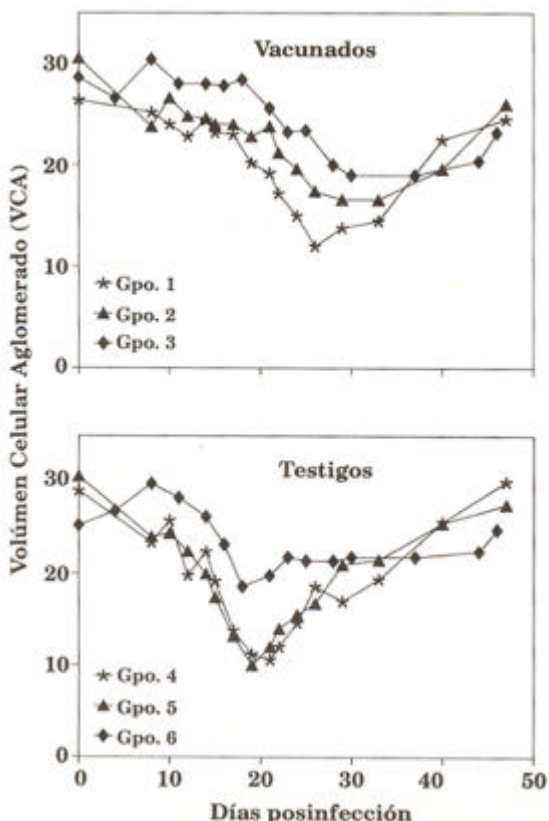 Volúmen Celular Aglomerado (VCA)
Vacunados
30
20
10
0
Gpo. 1
Gpo. 2
Gpo. 3
Testigos
30
20
10
0
Gpo. 4
Gpo. 5
Gpo. 6
0 10 20 30 40 50
Días posinfección